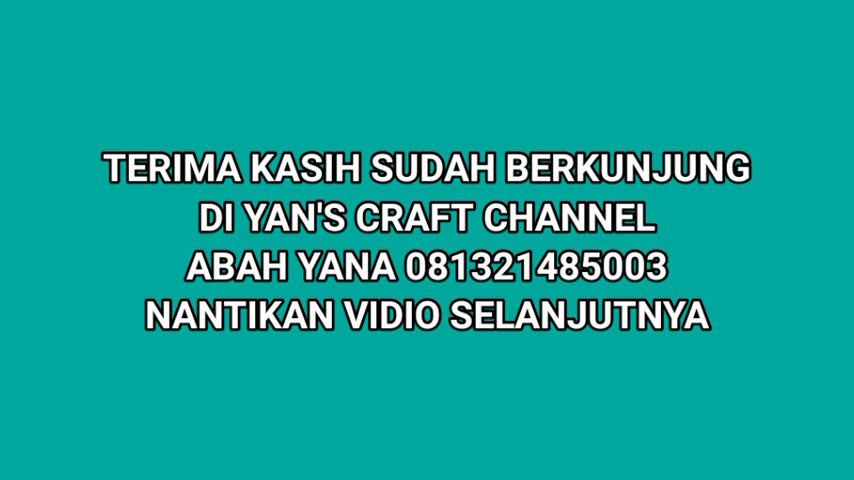 TERIMA KASIH SUDAH BERKUNJUNG
DI YAN'S CRAFT CHANNEL
ABAH YANA 081321485003
NANTIKAN VIDIO SELANJUTNYA